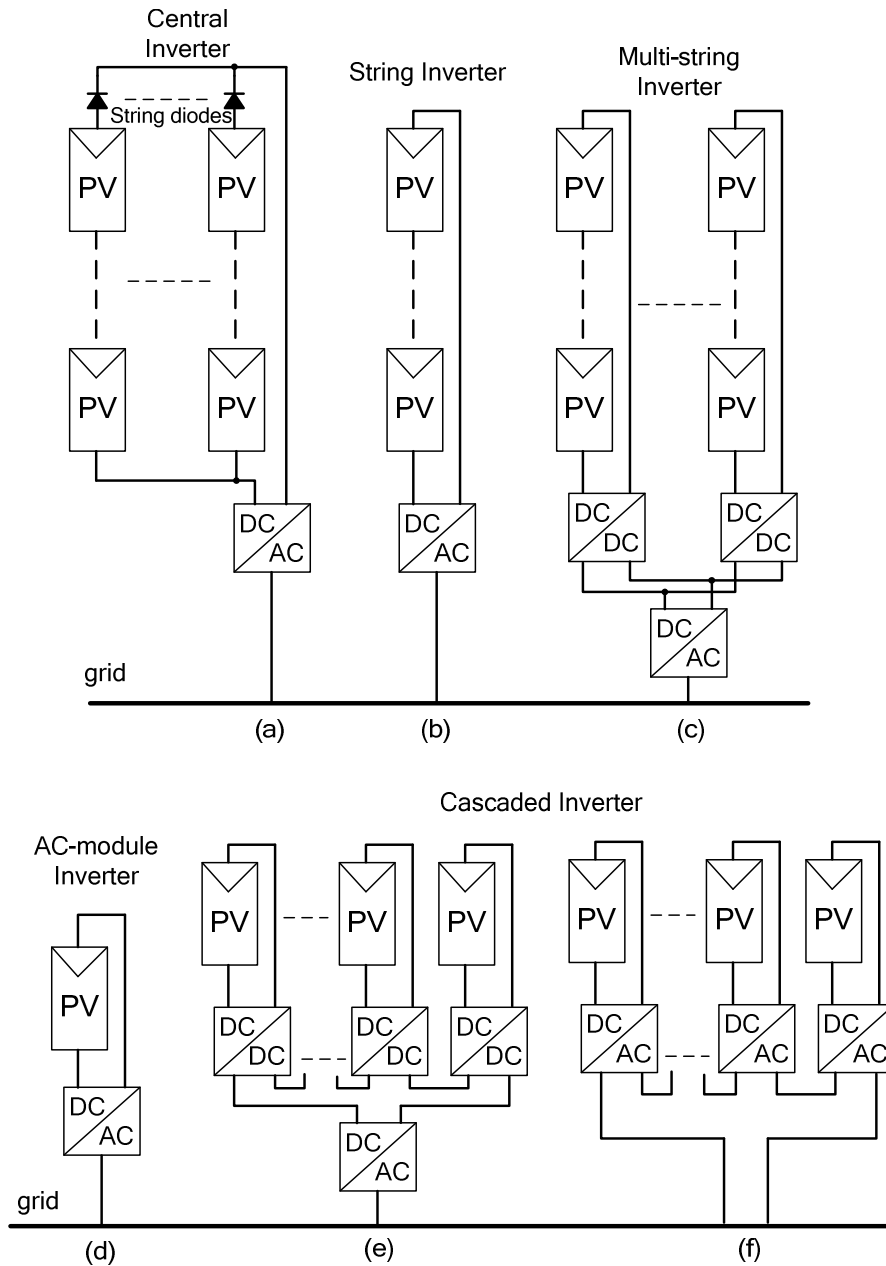 Central
Inverter
String Inverter
Multi-string
Inverter
String diodes
PV
PV
PV
PV
PV
PV
PV
PV
PV
PV
DC
AC
DC
AC
DC
DC
DC
DC
DC
AC
grid
(a)
(b)
(c)
Cascaded Inverter
AC-module
Inverter
PV
PV
PV
PV
PV
PV
PV
DC
DC
DC
DC
DC
DC
DC
AC
DC
AC
DC
AC
DC
AC
DC
AC
grid
(d)
(e)
(f)